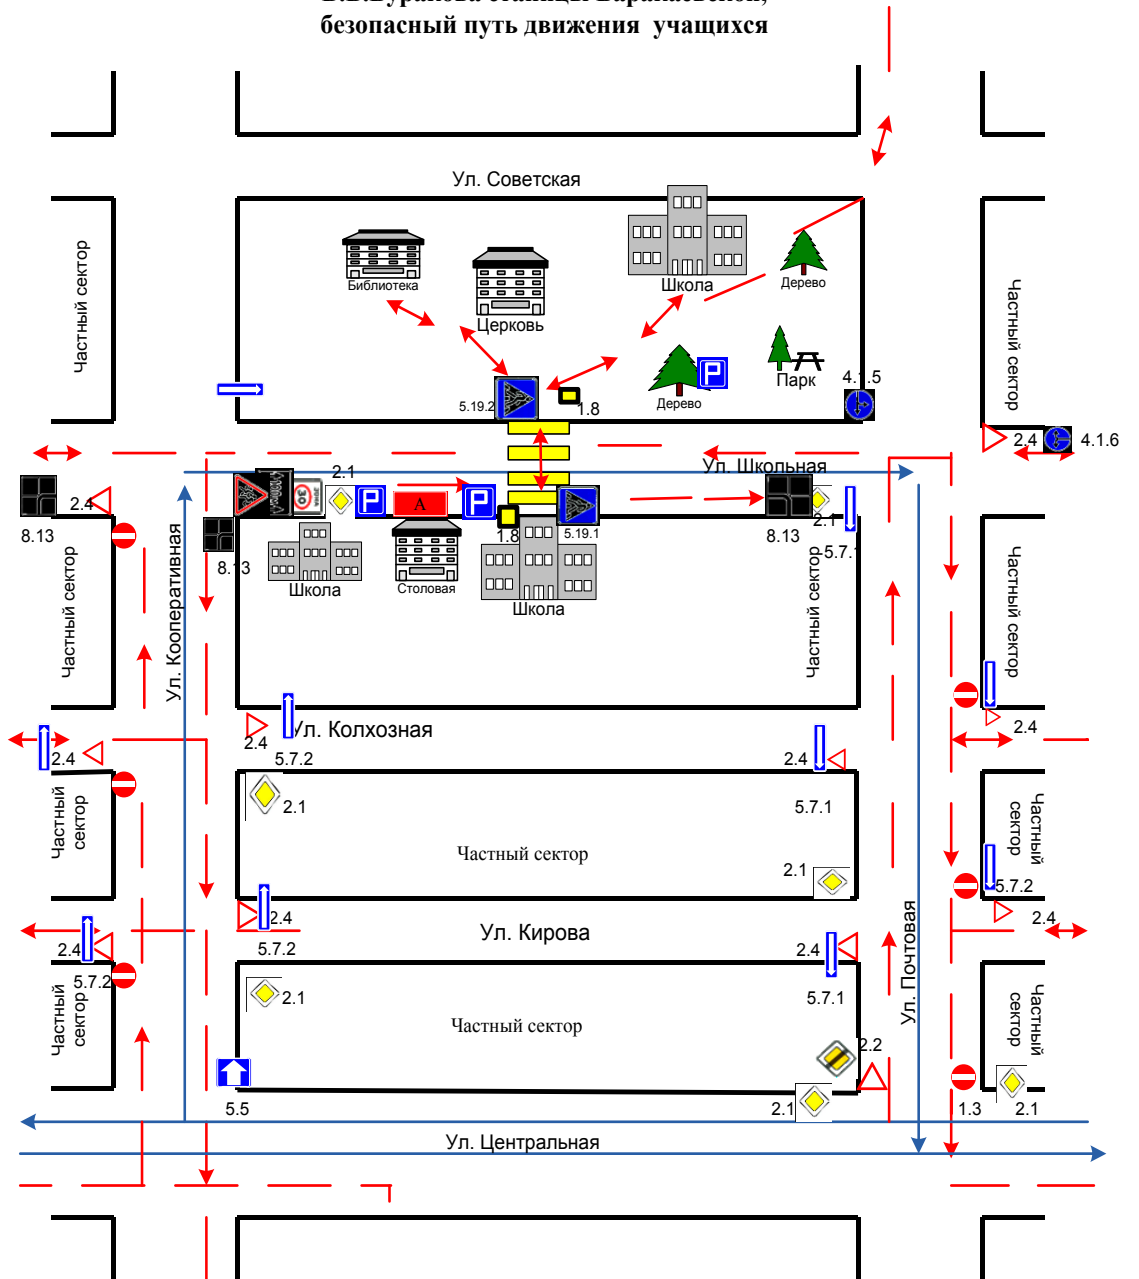 безопасный путь движения учащихся
Ул. Советская
Частный сектор
Библиотека
Церковь
Школа
Дерево
Частный сектор
Парк
Дерево
4.1.5
5.19.2
1.8
2.4
4.1.6
Ул. Школьная
2.1
2.4
А
30
2.1
8.13
8.13
1.8
5.19.1
8.13
5.7.1
Школа
Столовая
Школа
Частный сектор
Ул. Кооперативная
Частный сектор
Частный сектор
2.4
Ул. Колхозная
2.4
2.4
2.4
5.7.2
5.7.1
2.1
Частный
сектор
Частный сектор
Частный
сектор
2.1
5.7.2
2.4
2.4
Ул. Кирова
2.4
2.4
5.7.2
5.7.2
5.7.1
Ул. Почтовая
2.1
Частный
сектор
Частный сектор
Частный
сектор
2.2
5.5
2.1
1.3
2.1
Ул. Центральная